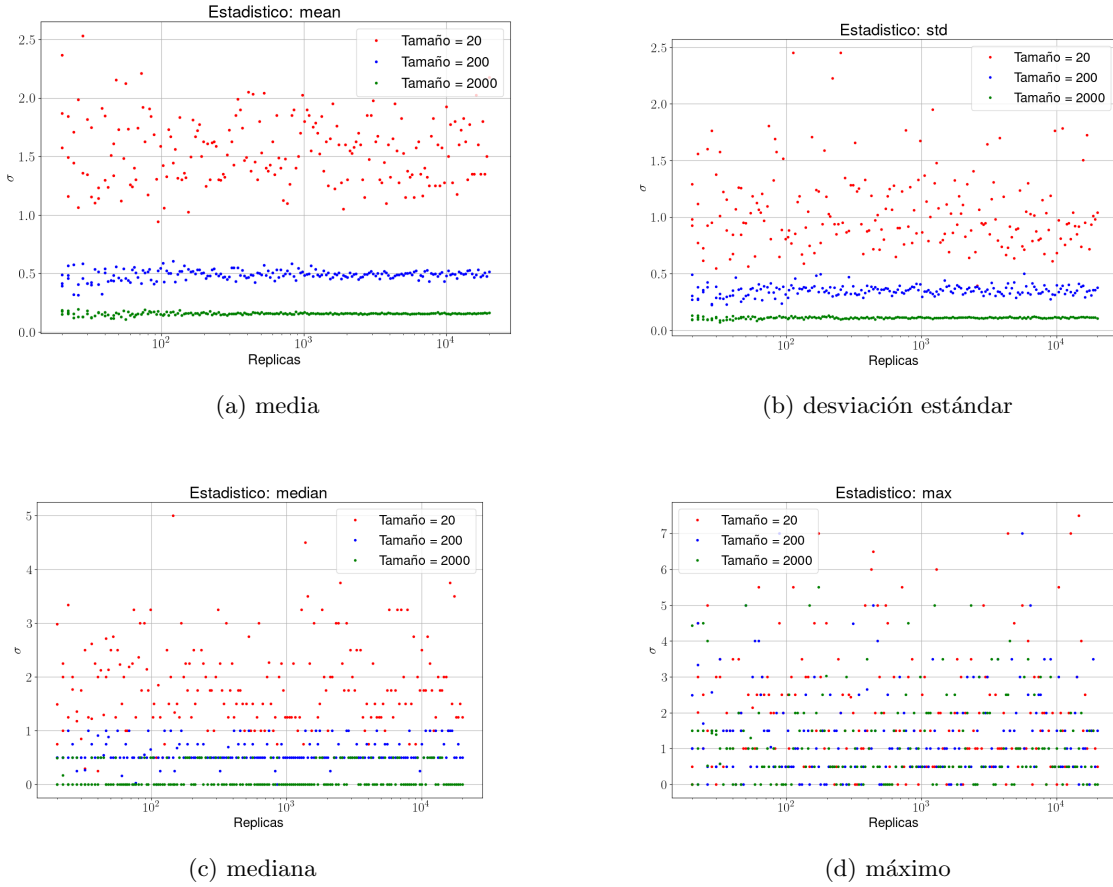 Estadistico: mean
2.5
2.0
1.5
1.0
0.5
0.0
σ
Tamaño = 20
Tamaño = 200
Tamaño = 2000
10²
10³
10⁴
Replicas
(a) media
Estadistico: std
2.5
2.0
1.5
1.0
0.5
0.0
σ
Tamaño = 20
Tamaño = 200
Tamaño = 2000
10²
10³
10⁴
Replicas
(b) desviación estándar
Estadistico: median
5
4
3
2
1
0
σ
Tamaño = 20
Tamaño = 200
Tamaño = 2000
10²
10³
10⁴
Replicas
(c) mediana
Estadistico: max
7
6
5
4
3
2
1
0
σ
Tamaño = 20
Tamaño = 200
Tamaño = 2000
10²
10³
10⁴
Replicas
(d) máximo